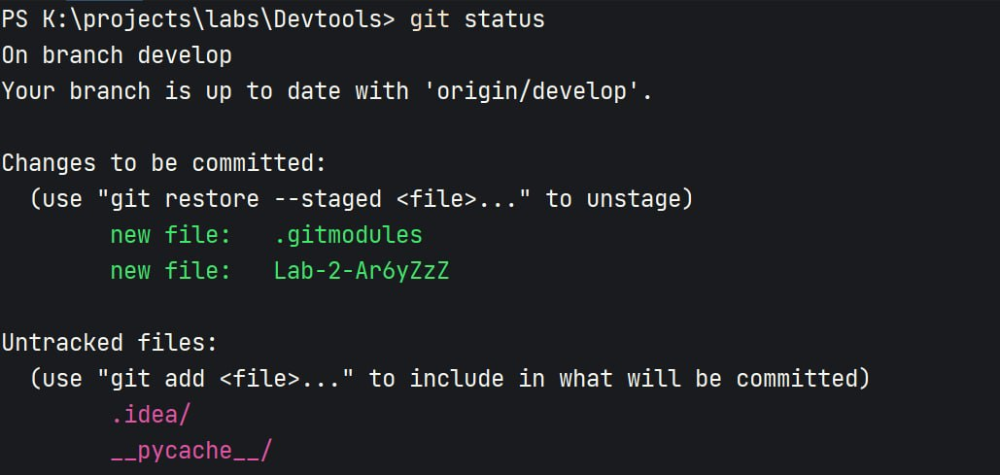 PS K:\projects\labs\Devtools> git status
On branch develop
Your branch is up to date with 'origin/develop'.
Changes to be committed:
(use "git restore --staged <file>..." to unstage)
new file: .gitmodules
new file: Lab-2-Ar6yZzZ
Untracked files:
(use "git add <file>..." to include in what will be committed)
.idea/
__pycache__/